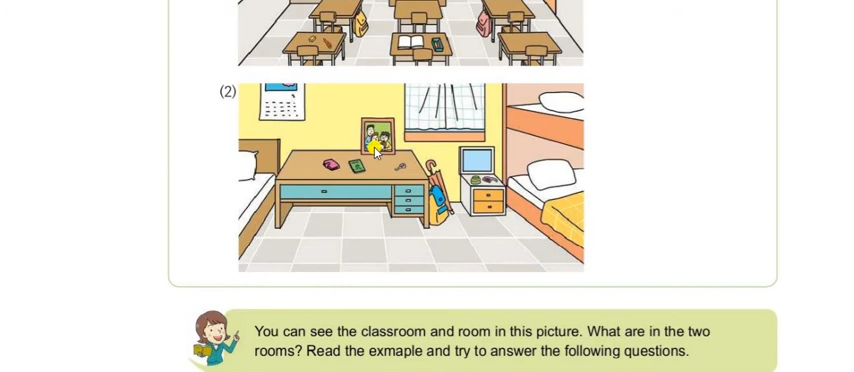 (2)
You can see the classroom and room in this picture. What are in the two
rooms? Read the exmaple and try to answer the following questions.